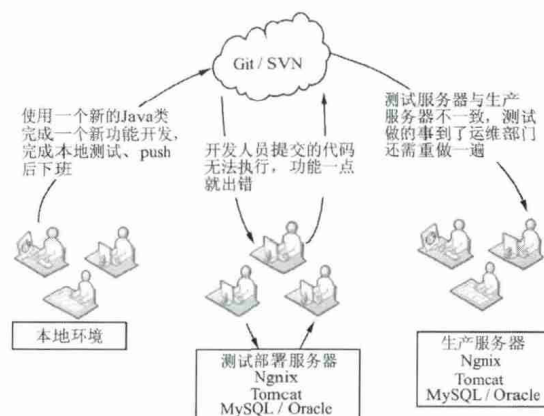 Git / SVN
使用一个新的Java类
完成一个新功能开发，
完成本地测试、push
后下班
开发人员提交的代码
无法执行，功能一点
就出错
测试服务器与生产
服务器不一致，测试
做的事到了运维部门
还需重做一遍
本地环境
测试部署服务器
Ngnix
Tomcat
MySQL / Oracle
生产服务器
Ngnix
Tomcat
MySQL / Oracle